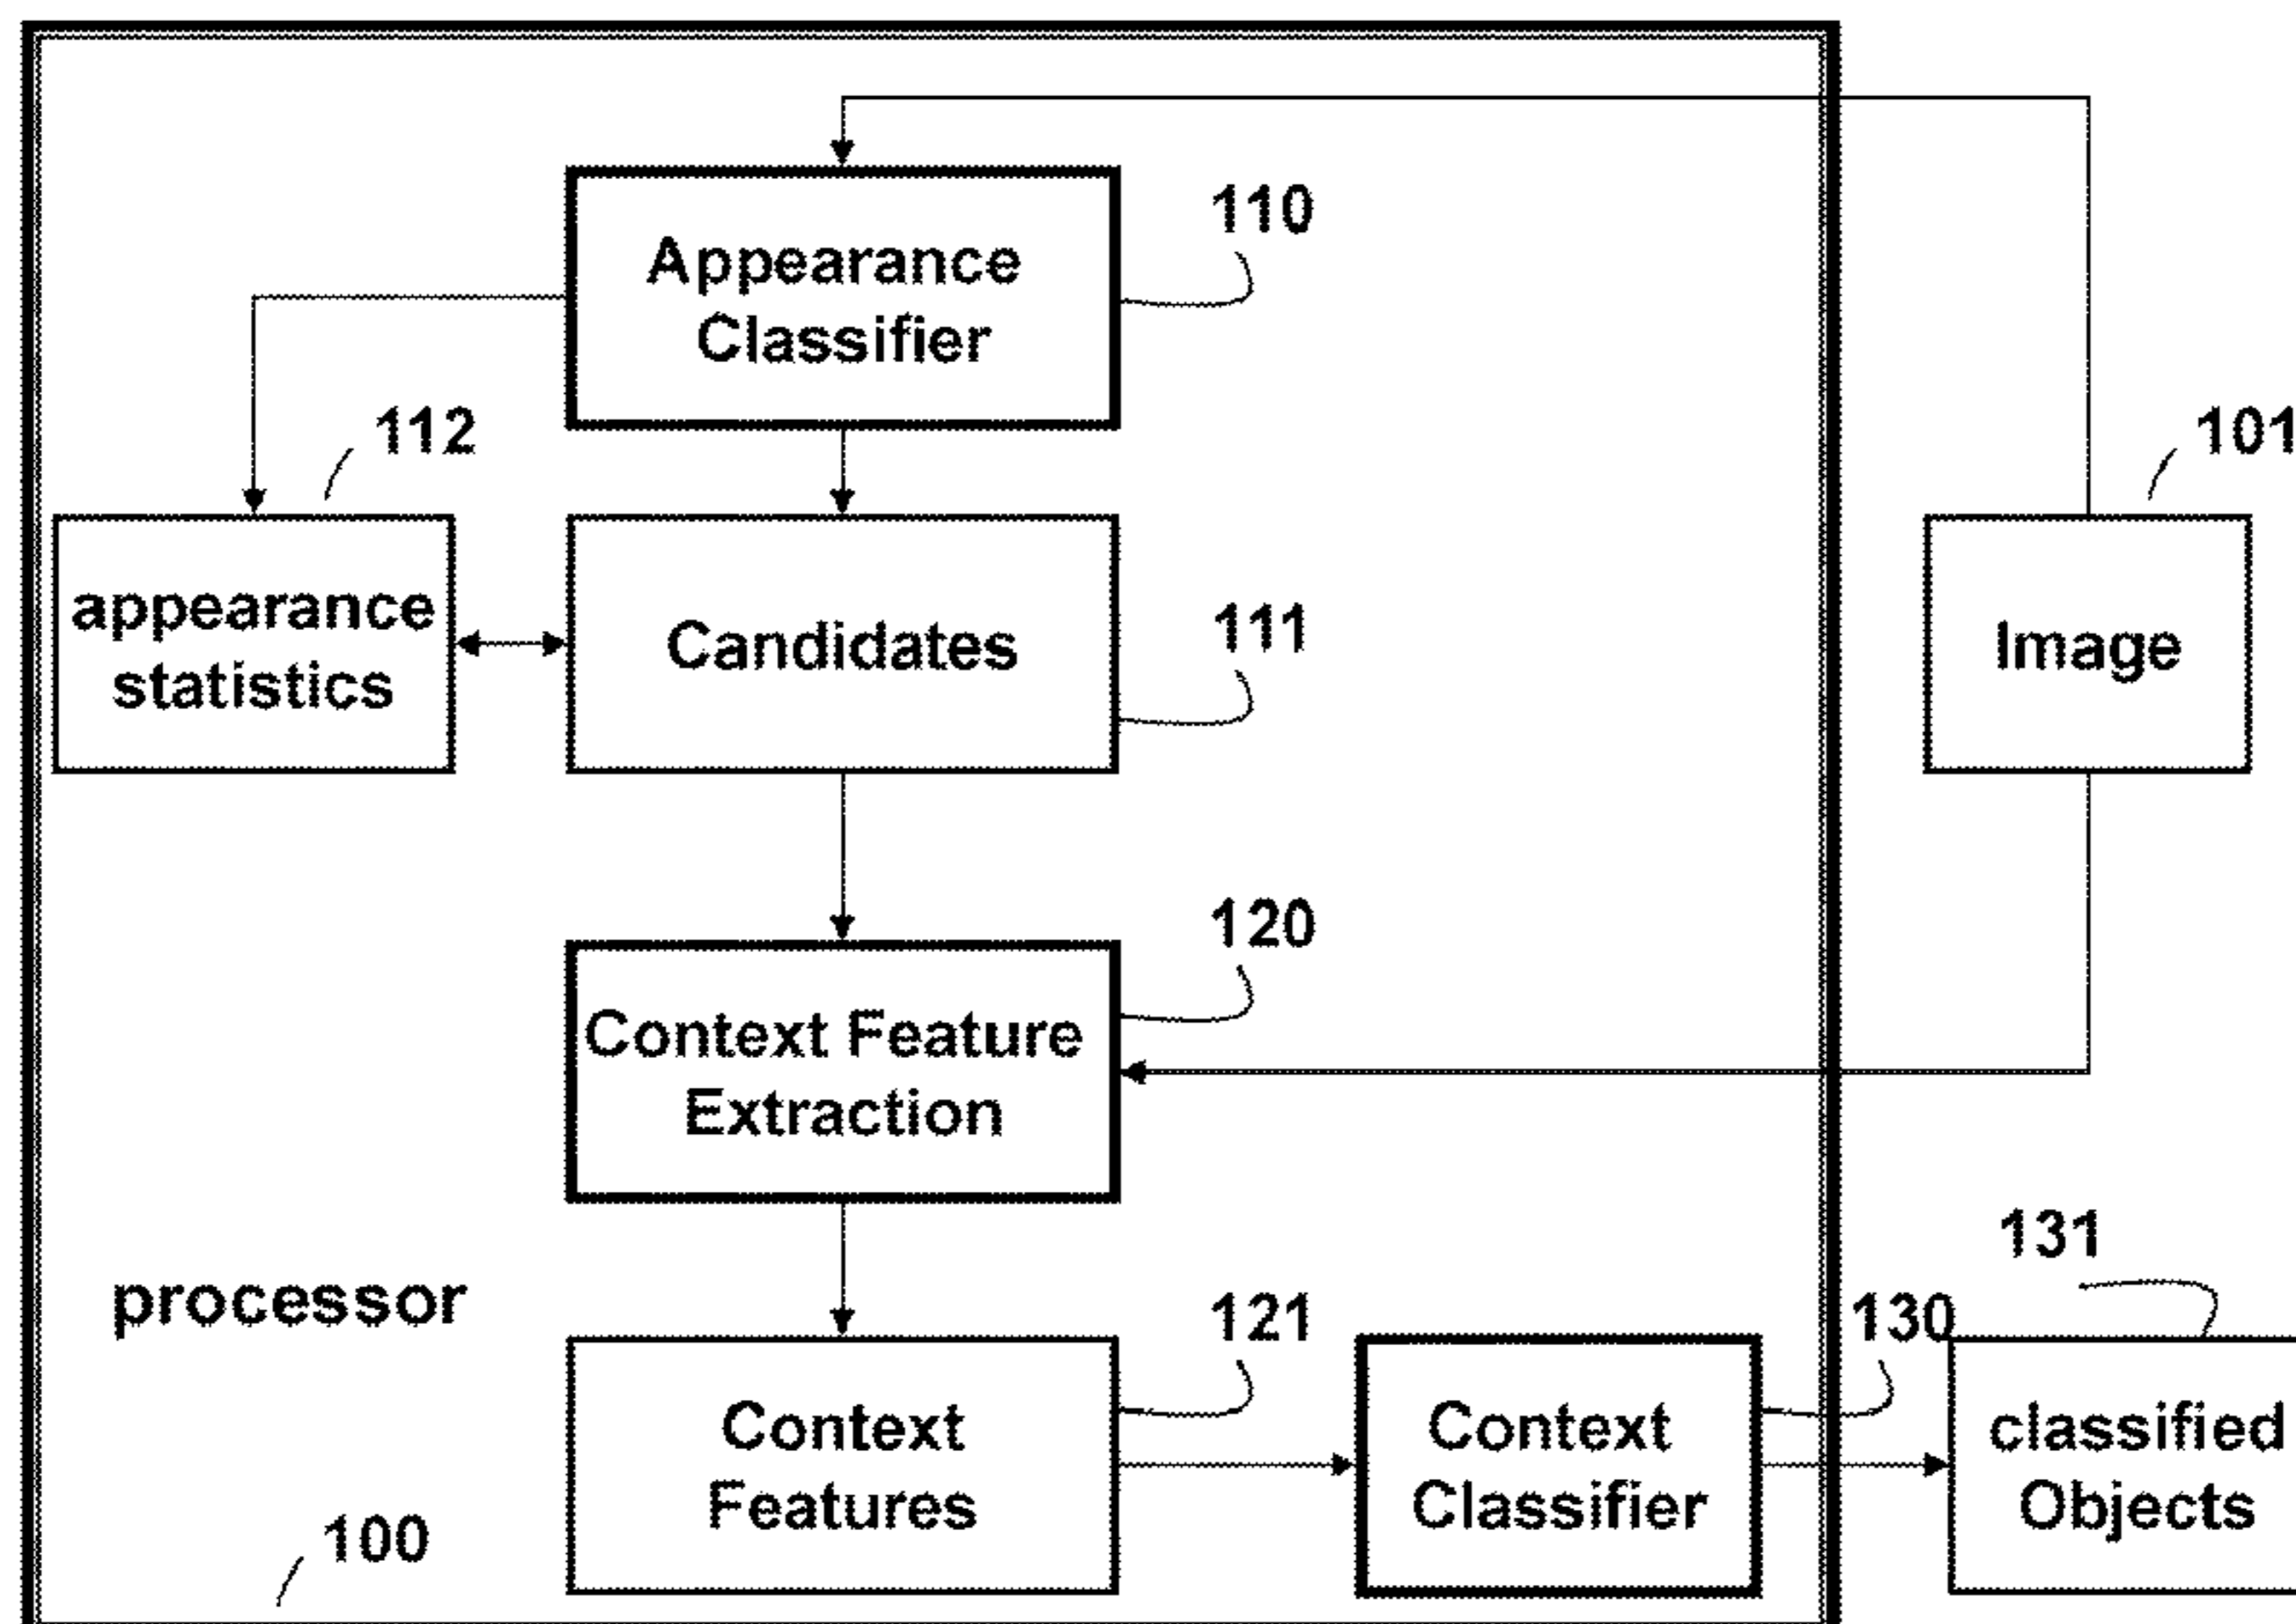 110
Appearance
Classifier
112
101
appearance
statistics
Candidates
111
Image
120
Context Feature
Extraction
131
processor
121
130
Context
Features
Context
Classifier
classified
Objects
100